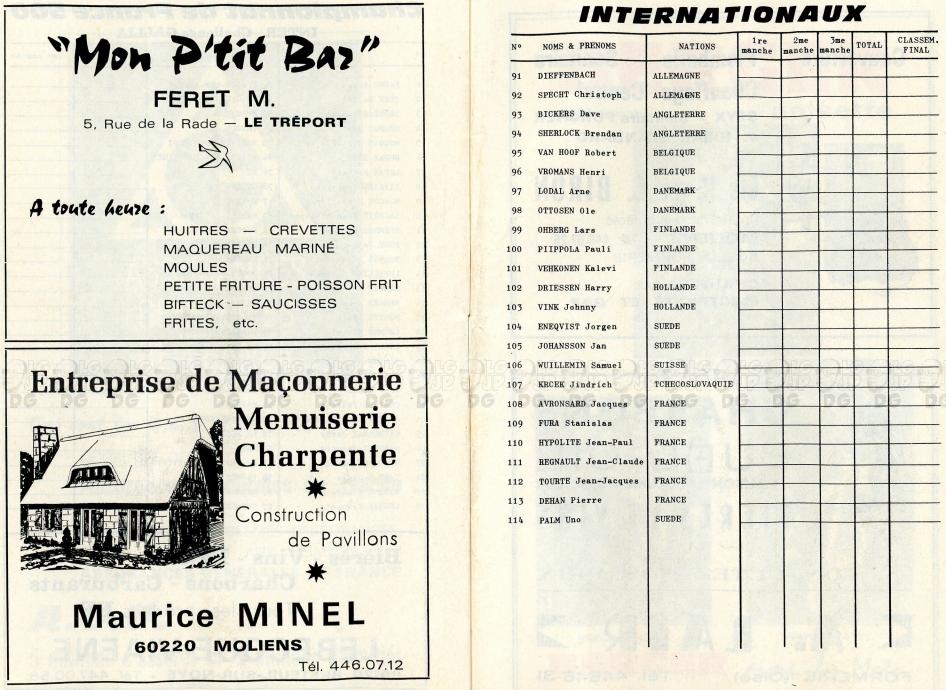 "Mon P'tit Bar"
FERET M.
5, Rue de la Rade — LE TRÉPORT
A toute heure :
HUITRES — CREVETTES
MAQUEREAU MARINÉ
MOULES
PETITE FRITURE - POISSON FRIT
BIFTECK — SAUCISSES
FRITES, etc.
Entreprise de Maçonnerie
Menuiserie
Charpente
Construction
de Pavillons
Maurice MINEL
60220 MOLIENS
Tél. 446.07.12
INTERNATIONAUX
N° NOMS & PRENOMS NATIONS 1re manche 2me manche 3me manche TOTAL CLASSEM. FINAL
91 DIEFFENBACH ALLEMAGNE
92 SPECHT Christoph ALLEMAGNE
93 BICKERS Dave ANGLETERRE
94 SHERLOCK Brendan ANGLETERRE
95 VAN HOOF Robert BELGIQUE
96 VROMANS Henri BELGIQUE
97 LODAL Arne DANEMARK
98 OTTOSEN Ole DANEMARK
99 OHBERG Lars FINLANDE
100 PIIPPOLA Pauli FINLANDE
101 VEHKONEN Kalevi FINLANDE
102 DRIESSEN Harry HOLLANDE
103 VINK Johnny HOLLANDE
104 ENEQVIST Jorgen SUEDE
105 JOHANSSON Jan SUEDE
106 WUILLEMIN Samuel SUISSE
107 KRCEK Jindrich TCHECOSLOVAQUIE
108 AVRONSARD Jacques FRANCE
109 FURA Stanislas FRANCE
110 HYPOLITE Jean-Paul FRANCE
111 REGNAULT Jean-Claude FRANCE
112 TOURTE Jean-Jacques FRANCE
113 DEHAN Pierre FRANCE
114 PALM Uno SUEDE